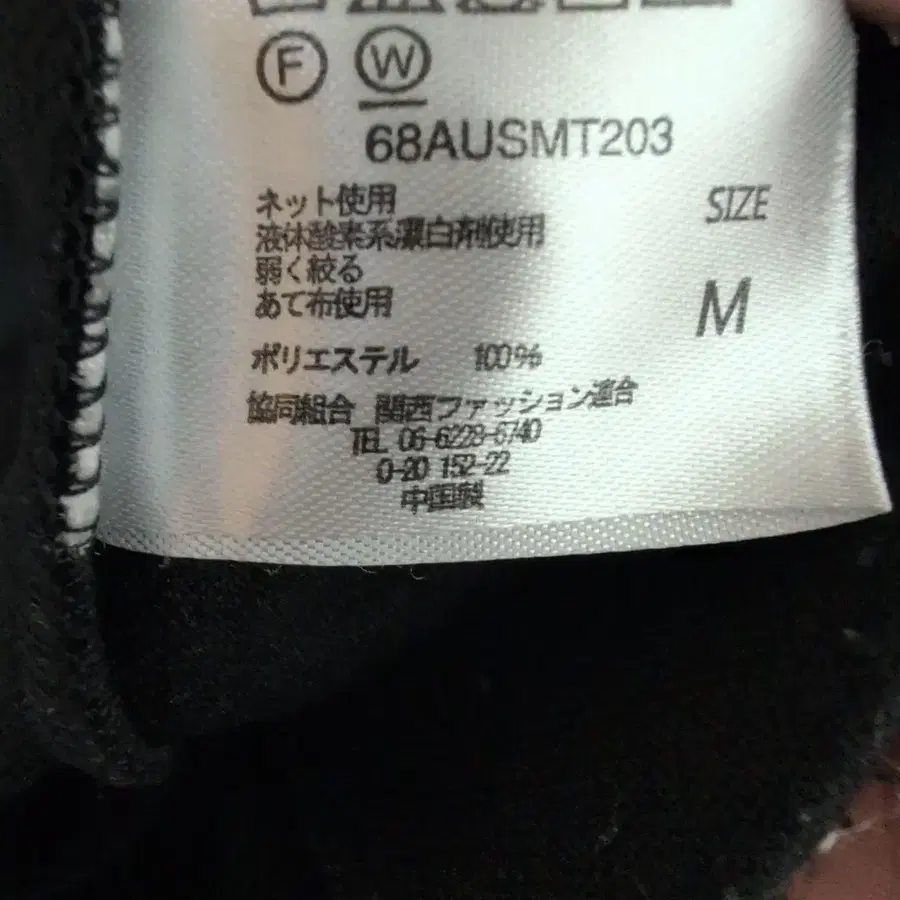 F W
68AUSMT203
ネット使用
液体酸素系漂白剤使用
弱く絞る
あて布使用
SIZE
M
ポリエステル 100%
協同組合 関西ファッション連合
TEL 06-6228-6740
0-20 152-22
中国製